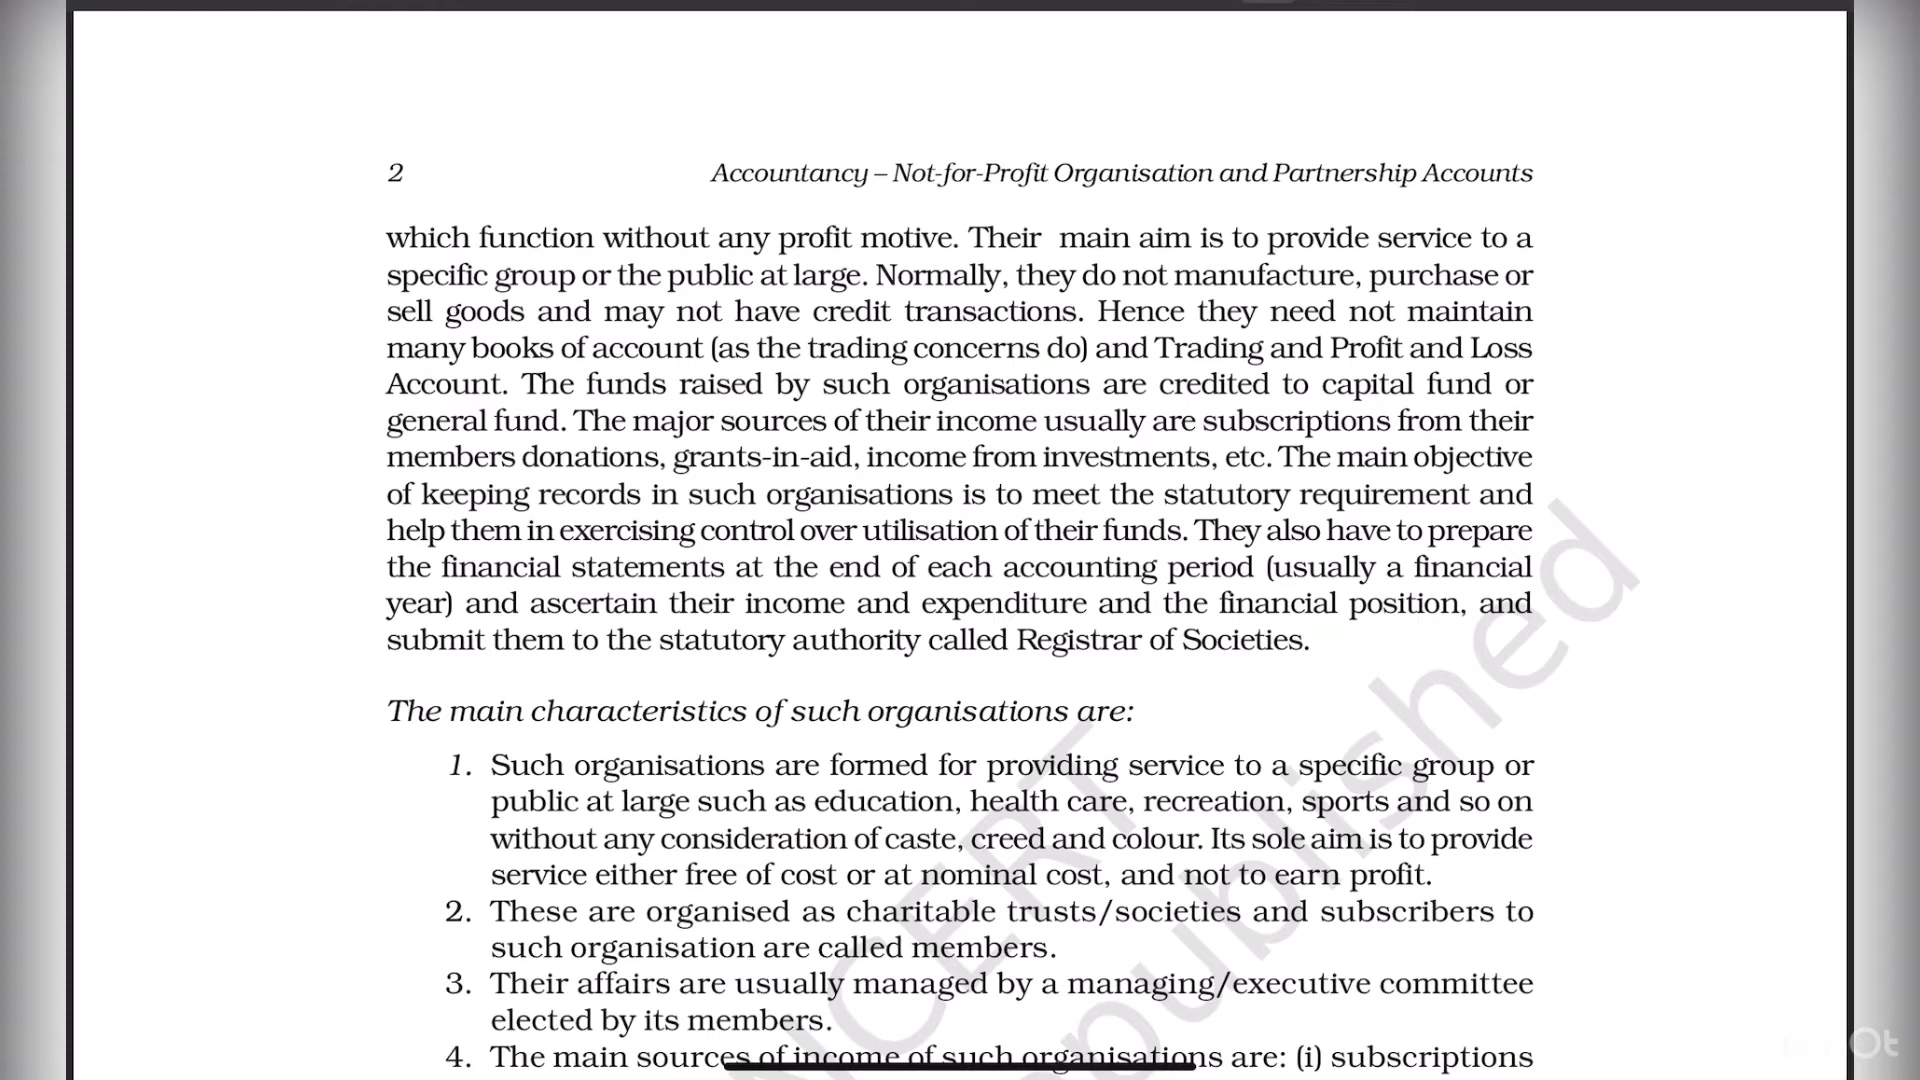 2 Accountancy – Not-for-Profit Organisation and Partnership Accounts
which function without any profit motive. Their main aim is to provide service to a
specific group or the public at large. Normally, they do not manufacture, purchase or
sell goods and may not have credit transactions. Hence they need not maintain
many books of account (as the trading concerns do) and Trading and Profit and Loss
Account. The funds raised by such organisations are credited to capital fund or
general fund. The major sources of their income usually are subscriptions from their
members donations, grants-in-aid, income from investments, etc. The main objective
of keeping records in such organisations is to meet the statutory requirement and
help them in exercising control over utilisation of their funds. They also have to prepare
the financial statements at the end of each accounting period (usually a financial
year) and ascertain their income and expenditure and the financial position, and
submit them to the statutory authority called Registrar of Societies.
The main characteristics of such organisations are:
1. Such organisations are formed for providing service to a specific group or
public at large such as education, health care, recreation, sports and so on
without any consideration of caste, creed and colour. Its sole aim is to provide
service either free of cost or at nominal cost, and not to earn profit.
2. These are organised as charitable trusts/societies and subscribers to
such organisation are called members.
3. Their affairs are usually managed by a managing/executive committee
elected by its members.
4. The main sources of income of such organisations are: (i) subscriptions
NCERT
published